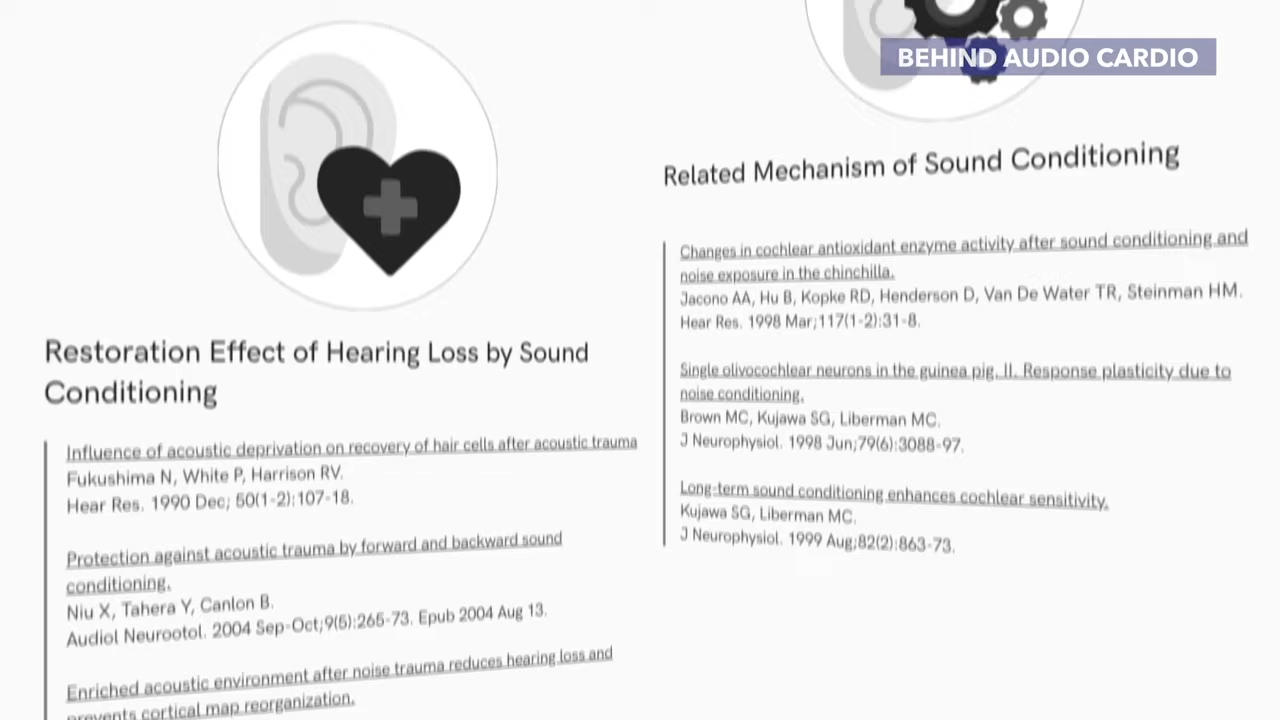 BEHIND AUDIO CARDIO
Restoration Effect of Hearing Loss by Sound
Conditioning
Influence of acoustic deprivation on recovery of hair cells after acoustic trauma
Fukushima N, White P, Harrison RV.
Hear Res. 1990 Dec; 50(1-2):107-18.
Protection against acoustic trauma by forward and backward sound
conditioning.
Niu X, Tahera Y, Canlon B.
Audiol Neurootol. 2004 Sep-Oct;9(5):265-73. Epub 2004 Aug 13.
Enriched acoustic environment after noise trauma reduces hearing loss and
prevents cortical map reorganization.
Related Mechanism of Sound Conditioning
Changes in cochlear antioxidant enzyme activity after sound conditioning and
noise exposure in the chinchilla.
Jacono AA, Hu B, Kopke RD, Henderson D, Van De Water TR, Steinman HM.
Hear Res. 1998 Mar;117(1-2):31-8.
Single olivocochlear neurons in the guinea pig. II. Response plasticity due to
noise conditioning.
Brown MC, Kujawa SG, Liberman MC.
J Neurophysiol. 1998 Jun;79(6):3088-97.
Long-term sound conditioning enhances cochlear sensitivity.
Kujawa SG, Liberman MC.
J Neurophysiol. 1999 Aug;82(2):863-73.